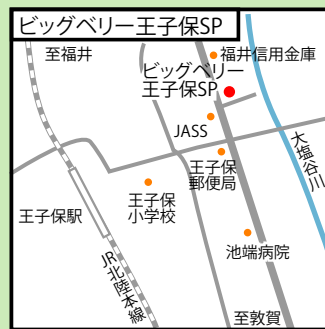 ビッグベリー王子保SP
至福井
福井信用金庫
ビッグベリー
王子保SP
JASS
王子保
郵便局
大塩谷川
王子保
小学校
王子保駅
池端病院
JR北陸本線
至敦賀